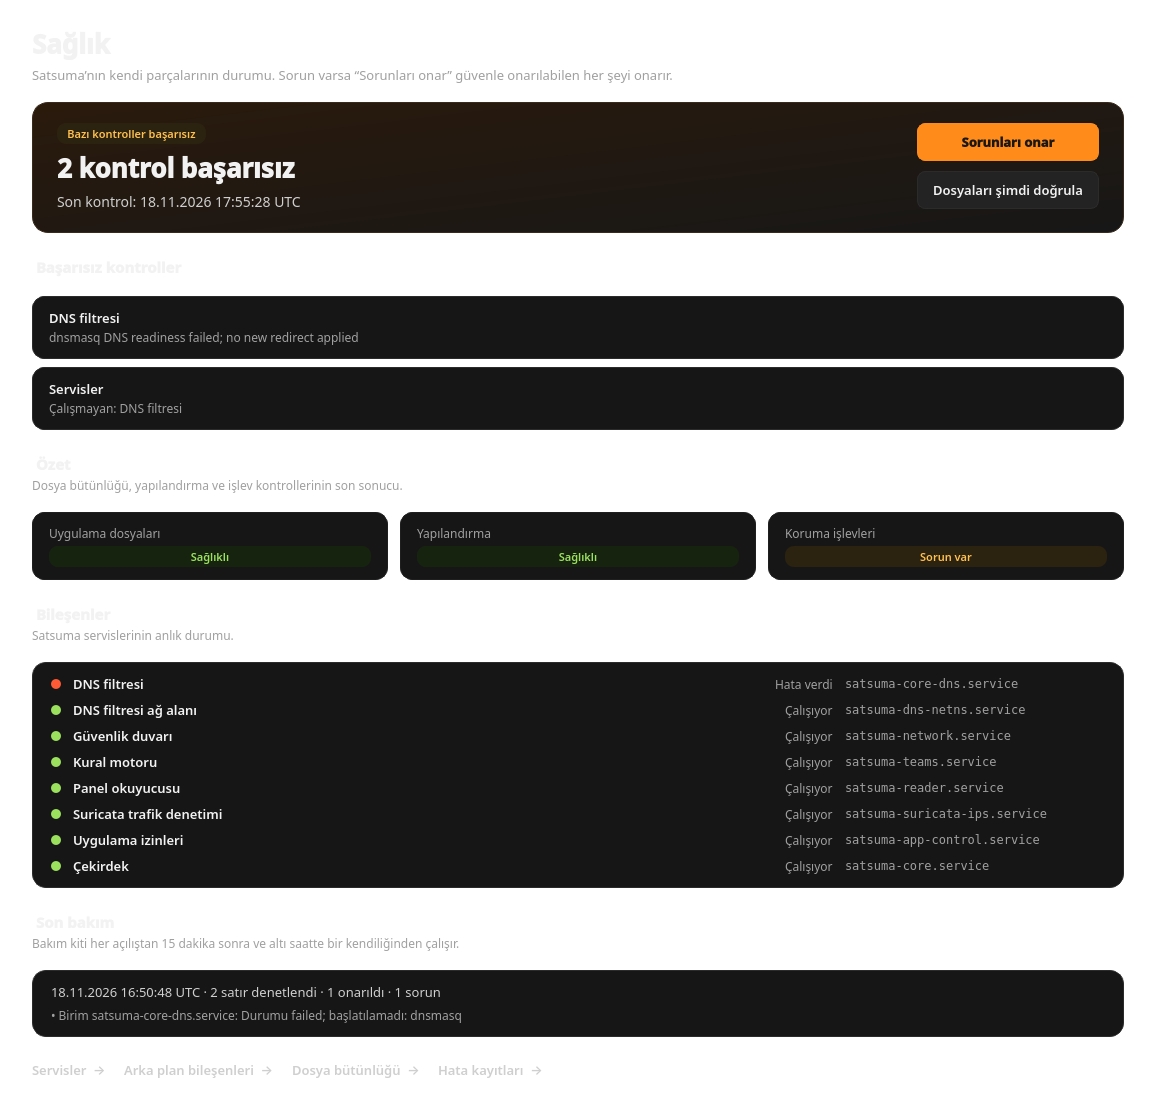 Sağlık
Satsuma’nın kendi parçalarının durumu. Sorun varsa “Sorunları onar” güvenle onarılabilen her şeyi onarır.
Bazı kontroller başarısız
2 kontrol başarısız
Son kontrol: 18.11.2026 17:55:28 UTC
Sorunları onar
Dosyaları şimdi doğrula
Başarısız kontroller
DNS filtresi
dnsmasq DNS readiness failed; no new redirect applied
Servisler
Çalışmayan: DNS filtresi
Özet
Dosya bütünlüğü, yapılandırma ve işlev kontrollerinin son sonucu.
Uygulama dosyaları
Sağlıklı
Yapılandırma
Sağlıklı
Koruma işlevleri
Sorun var
Bileşenler
Satsuma servislerinin anlık durumu.
DNS filtresi Hata verdi satsuma-core-dns.service
DNS filtresi ağ alanı Çalışıyor satsuma-dns-netns.service
Güvenlik duvarı Çalışıyor satsuma-network.service
Kural motoru Çalışıyor satsuma-teams.service
Panel okuyucusu Çalışıyor satsuma-reader.service
Suricata trafik denetimi Çalışıyor satsuma-suricata-ips.service
Uygulama izinleri Çalışıyor satsuma-app-control.service
Çekirdek Çalışıyor satsuma-core.service
Son bakım
Bakım kiti her açılıştan 15 dakika sonra ve altı saatte bir kendiliğinden çalışır.
18.11.2026 16:50:48 UTC · 2 satır denetlendi · 1 onarıldı · 1 sorun
• Birim satsuma-core-dns.service: Durumu failed; başlatılamadı: dnsmasq
Servisler → Arka plan bileşenleri → Dosya bütünlüğü → Hata kayıtları →